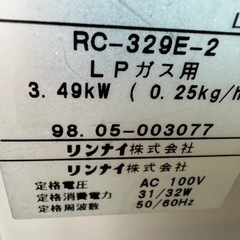 RC-329E-2
LPガス用
3.49kW ( 0.25kg/h
98.05-003077
リンナイ株式会社
リンナイ株式会社
定格電圧 AC 100V
定格消費電力 31/32W
定格周波数 50/60Hz